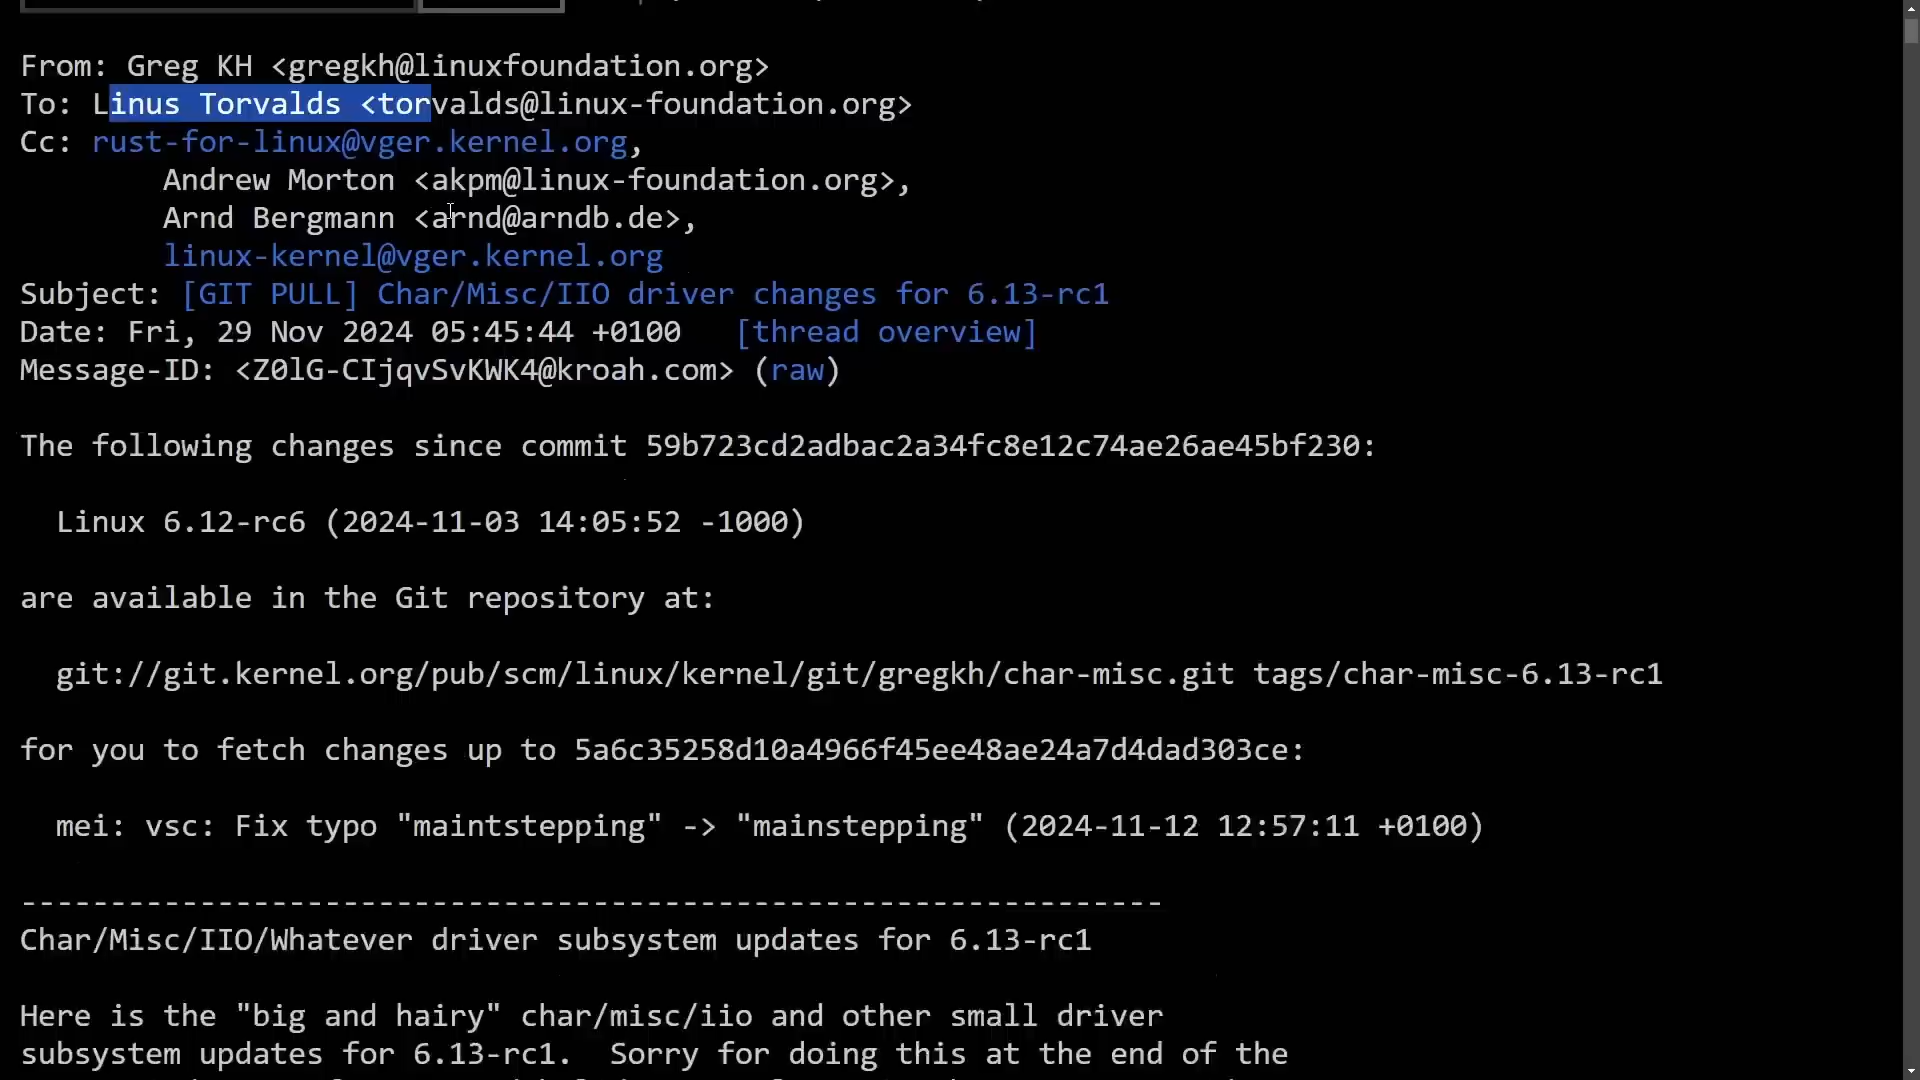 From: Greg KH <gregkh@linuxfoundation.org>
To: Linus Torvalds <torvalds@linux-foundation.org>
Cc: rust-for-linux@vger.kernel.org,
Andrew Morton <akpm@linux-foundation.org>,
Arnd Bergmann <arnd@arndb.de>,
linux-kernel@vger.kernel.org
Subject: [GIT PULL] Char/Misc/IIO driver changes for 6.13-rc1
Date: Fri, 29 Nov 2024 05:45:44 +0100 [thread overview]
Message-ID: <Z0lG-CIjqvSvKWK4@kroah.com> (raw)
The following changes since commit 59b723cd2adbac2a34fc8e12c74ae26ae45bf230:
Linux 6.12-rc6 (2024-11-03 14:05:52 -1000)
are available in the Git repository at:
git://git.kernel.org/pub/scm/linux/kernel/git/gregkh/char-misc.git tags/char-misc-6.13-rc1
for you to fetch changes up to 5a6c35258d10a4966f45ee48ae24a7d4dad303ce:
mei: vsc: Fix typo "maintstepping" -> "mainstepping" (2024-11-12 12:57:11 +0100)
----------------------------------------------------------------
Char/Misc/IIO/Whatever driver subsystem updates for 6.13-rc1
Here is the "big and hairy" char/misc/iio and other small driver
subsystem updates for 6.13-rc1. Sorry for doing this at the end of the